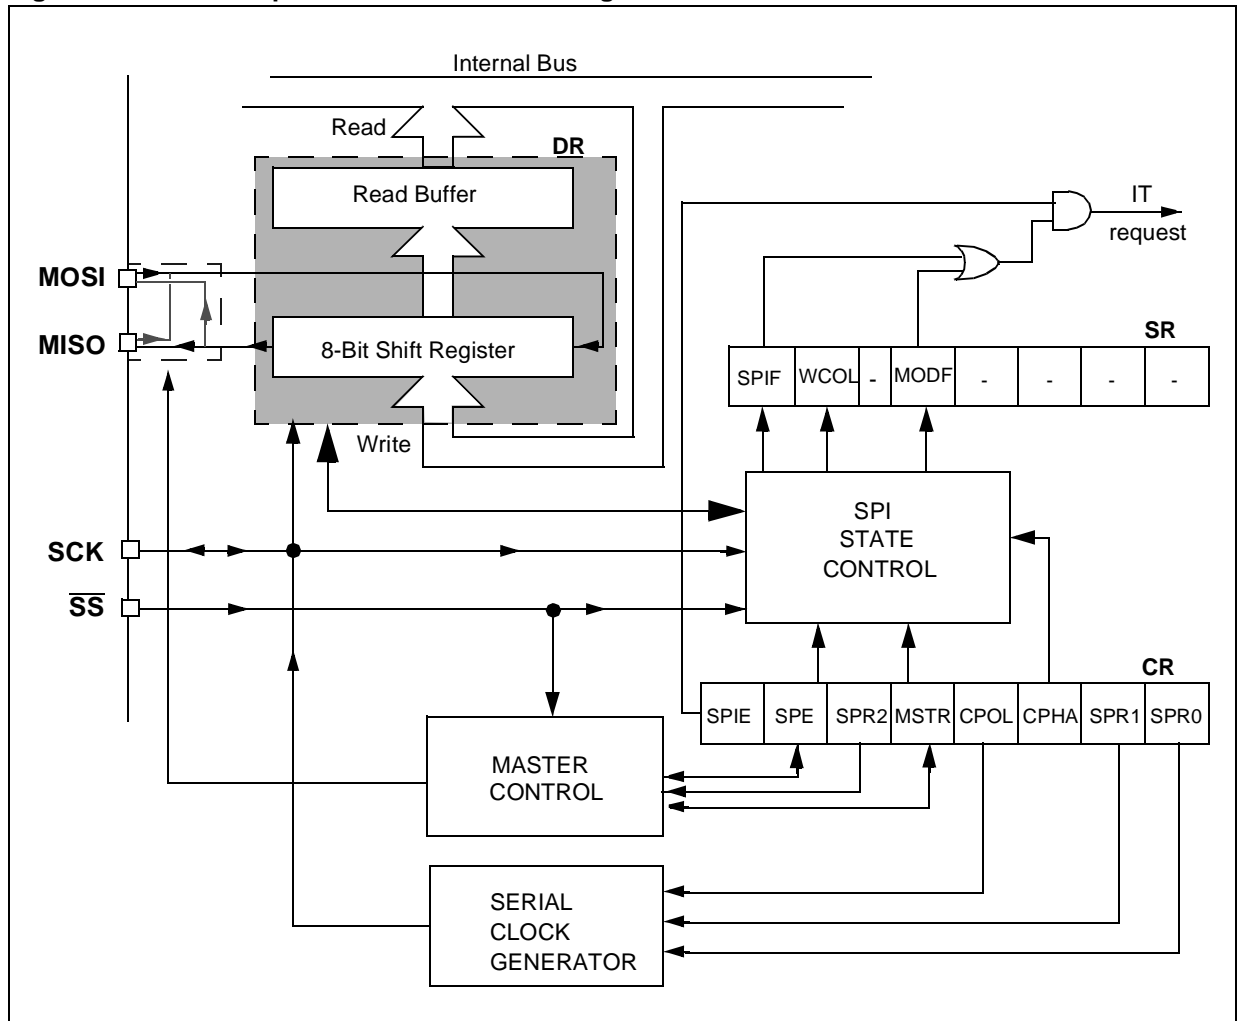 Internal Bus
Read
DR
Read Buffer
IT
request
MOSI
MISO
8-Bit Shift Register
SR
SPIF WCOL - MODF - - - -
Write
SPI
STATE
CONTROL
SCK
SS
CR
SPIE SPE SPR2 MSTR CPOL CPHA SPR1 SPR0
MASTER
CONTROL
SERIAL
CLOCK
GENERATOR